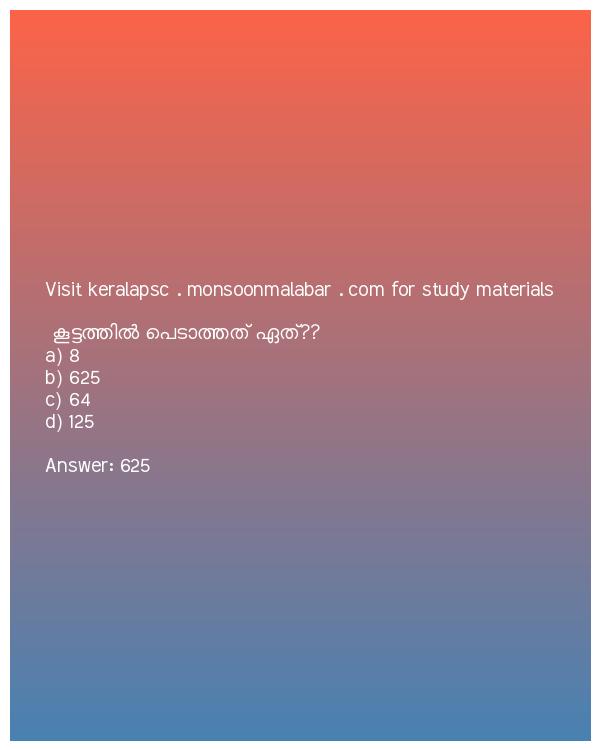 Visit keralapsc . monsoonmalabar . com for study materials
കൂട്ടത്തിൽ പെടാത്തത് ഏത്??
a) 8
b) 625
c) 64
d) 125
Answer: 625